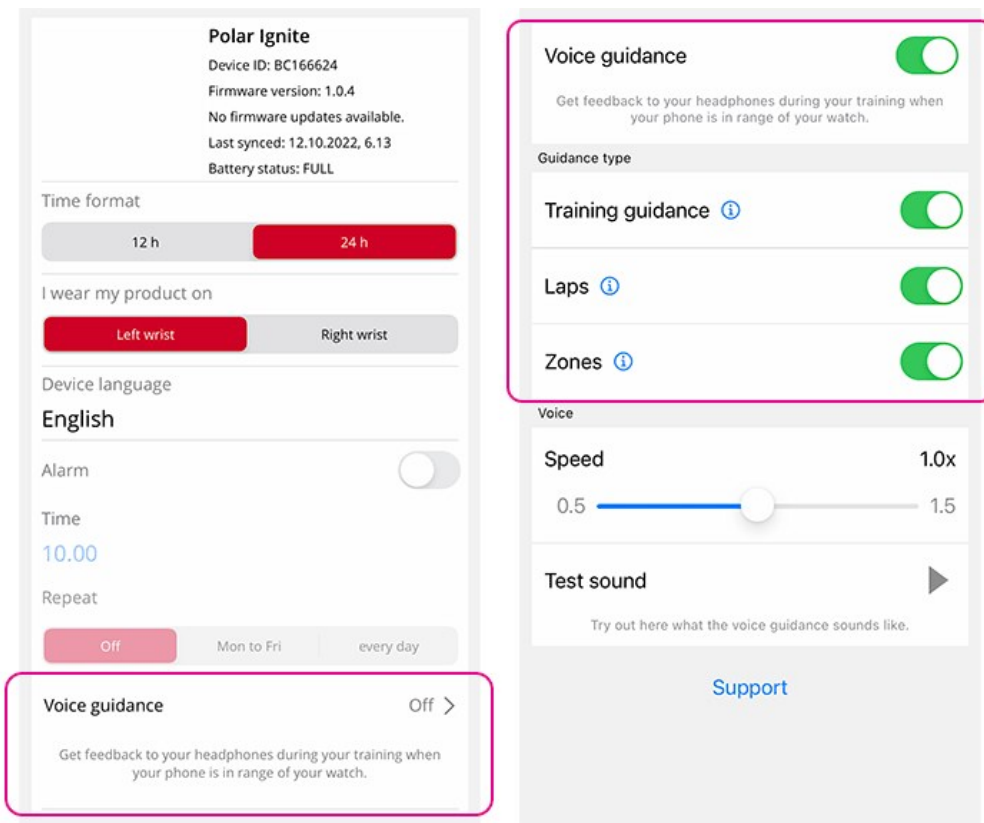 Polar Ignite
Device ID: BC166624
Firmware version: 1.0.4
No firmware updates available.
Last synced: 12.10.2022, 6.13
Battery status: FULL
Time format
12 h 24 h
I wear my product on
Left wrist Right wrist
Device language
English
Alarm
Time
10.00
Repeat
Off Mon to Fri every day
Voice guidance Off
Get feedback to your headphones during your training when
your phone is in range of your watch.
Voice guidance
Get feedback to your headphones during your training when
your phone is in range of your watch.
Guidance type
Training guidance
Laps
Zones
Voice
Speed 1.0x
0.5 1.5
Test sound
Try out here what the voice guidance sounds like.
Support